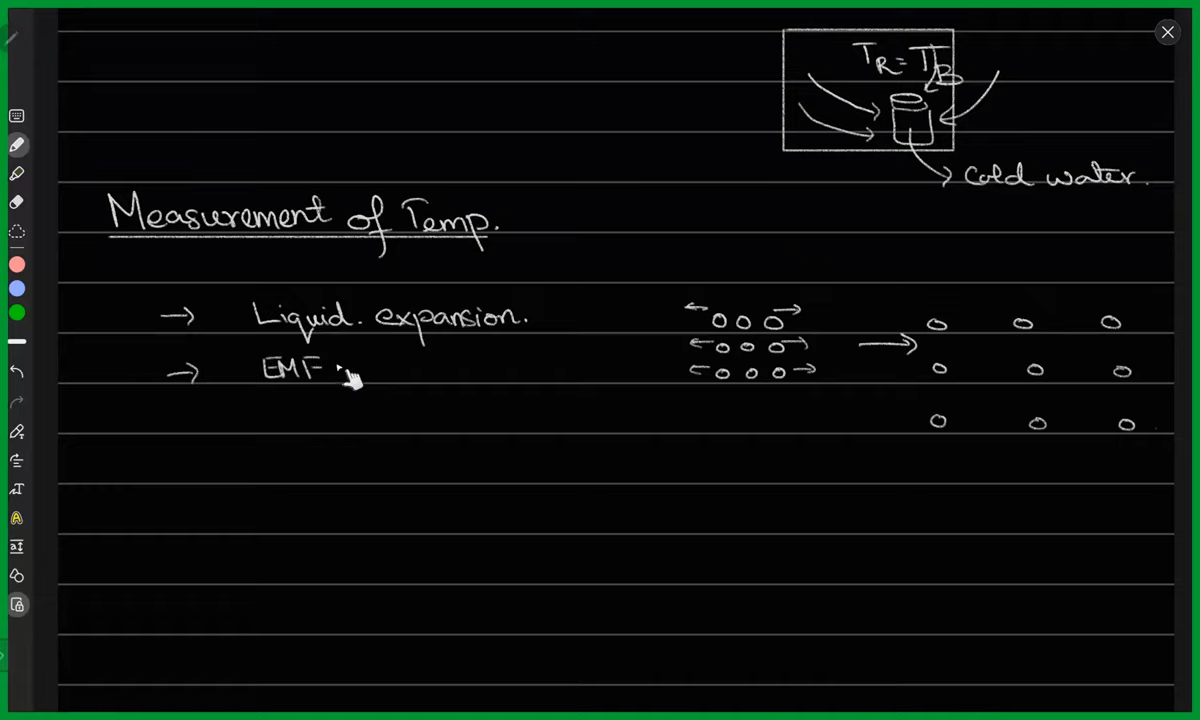 T_R = T_B
cold water.
Measurement of Temp.
→ Liquid. expansion.
→ EMF